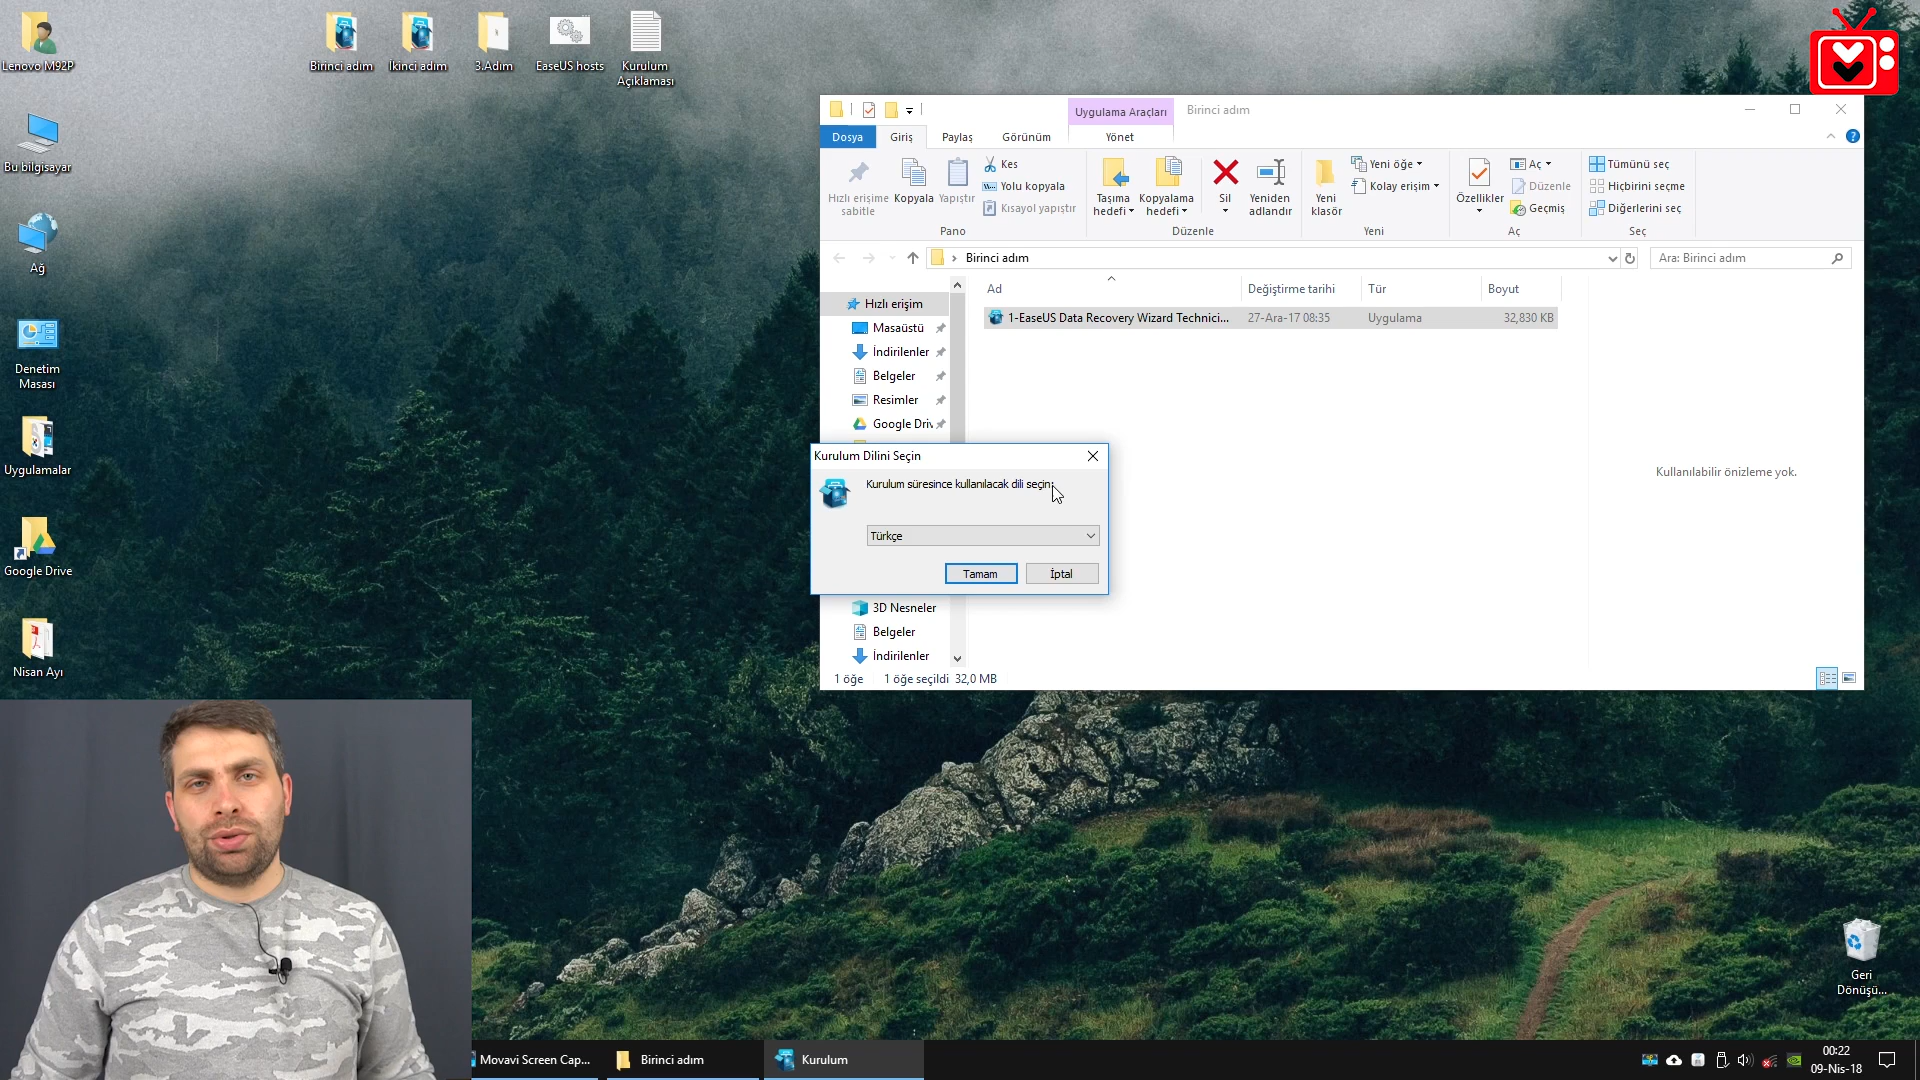 Lenovo M92P
Birinci adım
İkinci adım
3.Adım
EaseUS hosts
Kurulum
Açıklaması
Bu bilgisayar
Ağ
Denetim
Masası
Uygulamalar
Google Drive
Nisan Ayı
Uygulama Araçları
Birinci adım
Dosya
Giriş
Paylaş
Görünüm
Yönet
Hızlı erişime
sabitle
Kopyala
Yapıştır
Kes
Yolu kopyala
Kısayol yapıştır
Pano
Taşıma
hedefi
Kopyalama
hedefi
Sil
Yeniden
adlandır
Düzenle
Yeni
klasör
Yeni öğe
Kolay erişim
Yeni
Özellikler
Aç
Düzenle
Geçmiş
Aç
Tümünü seç
Hiçbirini seçme
Diğerlerini seç
Seç
Birinci adım
Ara: Birinci adım
Ad
Değiştirme tarihi
Tür
Boyut
1-EaseUS Data Recovery Wizard Technici...
27-Ara-17 08:35
Uygulama
32,830 KB
Hızlı erişim
Masaüstü
İndirilenler
Belgeler
Resimler
Google Driv
Kullanılabilir önizleme yok.
Kurulum Dilini Seçin
Kurulum süresince kullanılacak dili seçin:
Türkçe
Tamam
İptal
3D Nesneler
Belgeler
İndirilenler
1 öğe
1 öğe seçildi 32,0 MB
Geri
Dönüşü...
Movavi Screen Cap...
Birinci adım
Kurulum
00:22
09-Nis-18